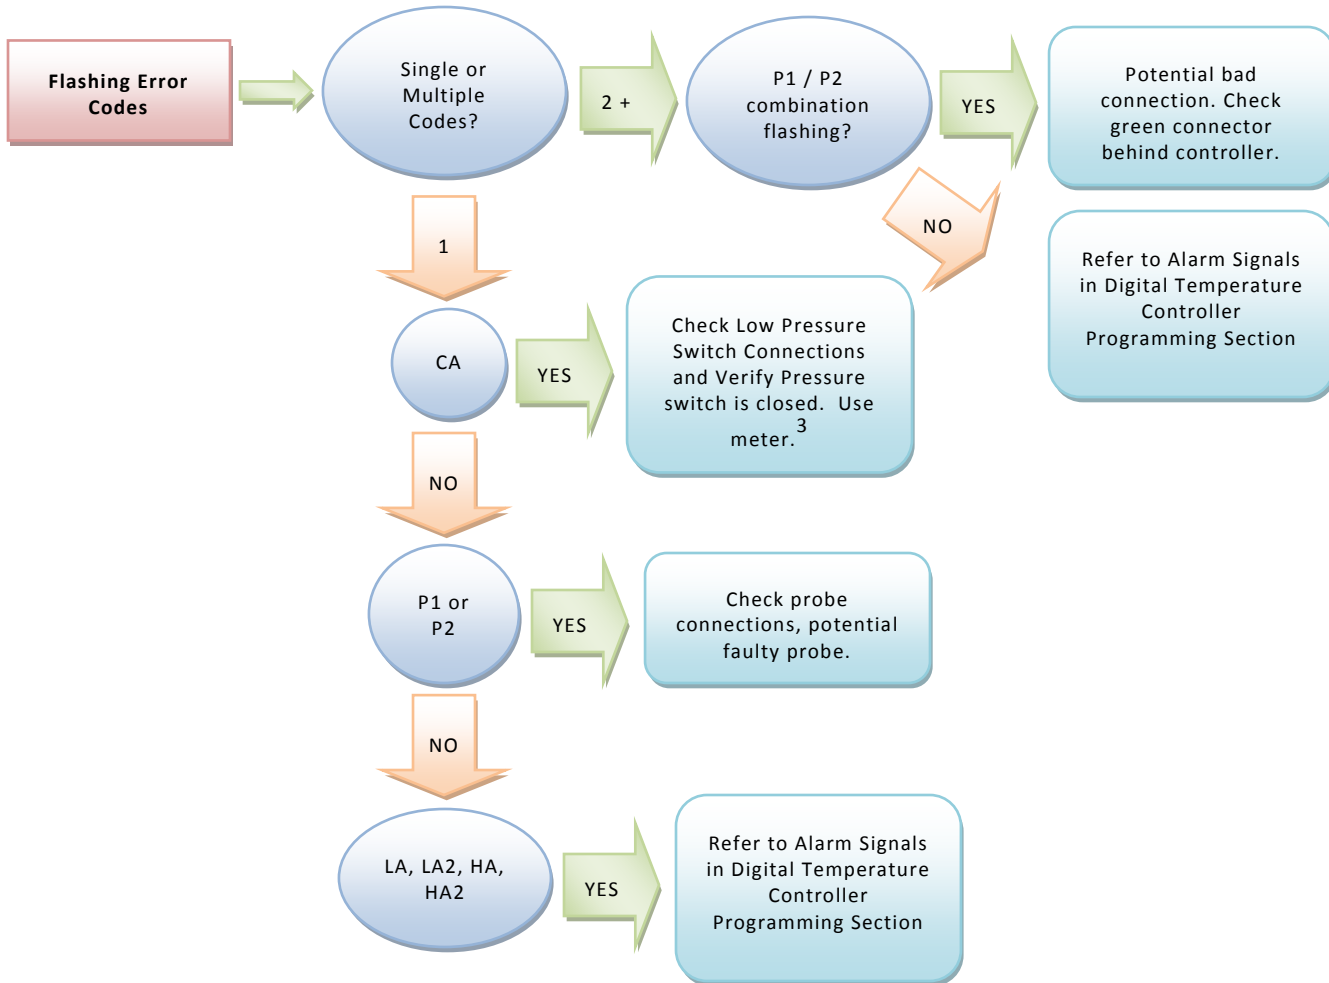 Flashing Error
Codes
Single or
Multiple
Codes?
2 +
P1 / P2
combination
flashing?
YES
Potential bad
connection. Check
green connector
behind controller.
NO
Refer to Alarm Signals
in Digital Temperature
Controller
Programming Section
1
CA
YES
Check Low Pressure
Switch Connections
and Verify Pressure
switch is closed. Use
meter.3
NO
P1 or
P2
YES
Check probe
connections, potential
faulty probe.
NO
LA, LA2, HA,
HA2
YES
Refer to Alarm Signals
in Digital Temperature
Controller
Programming Section